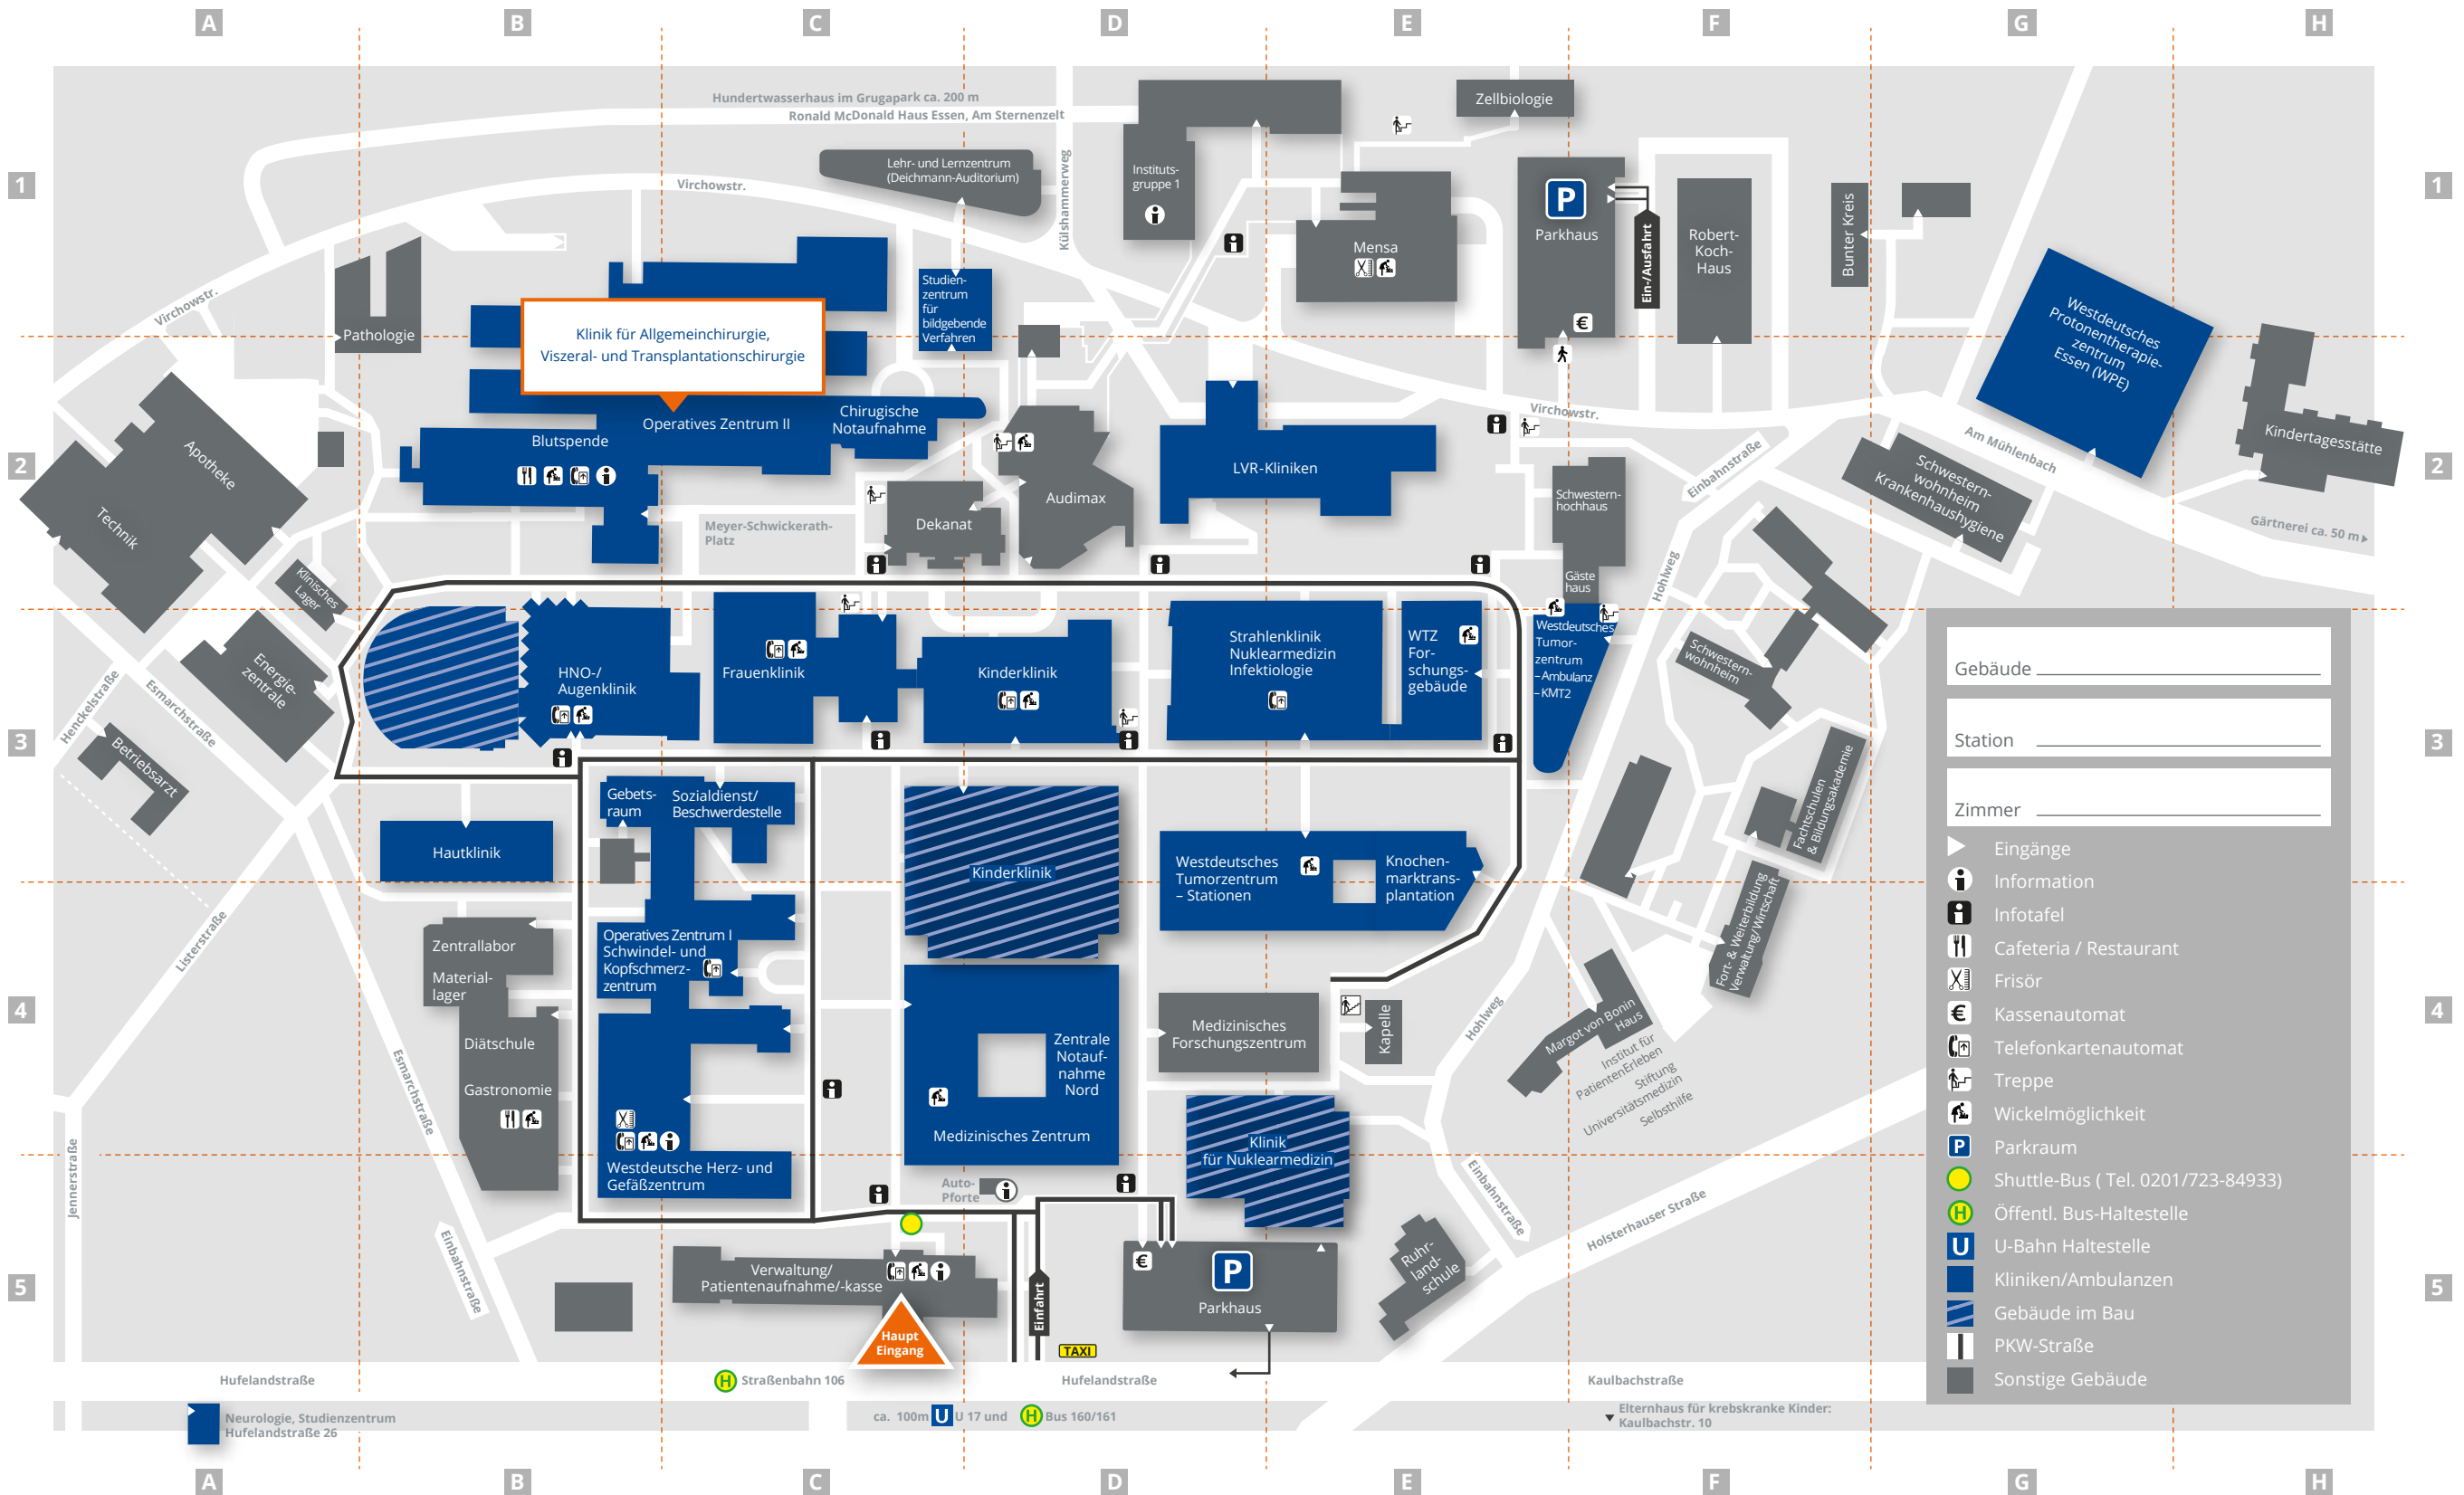 A B C D E F G H
Hundertwasserhaus im Grugapark ca. 200 m
Ronald McDonald Haus Essen, Am Sternenzelt
Zellbiologie
Lehr- und Lernzentrum
(Deichmann-Auditorium)
Külshammerweg
Instituts-
gruppe 1
1
1
Virchowstr.
P
Parkhaus
Ein-/Ausfahrt
Robert-
Koch-
Haus
Bunter Kreis
Mensa
Studien-
zentrum
für
bildgebende
Verfahren
Virchowstr.
Pathologie
Klinik für Allgemeinchirurgie,
Viszeral- und Transplantationschirurgie
€
Westdeutsches
Protonentherapie-
zentrum
Essen (WPE)
Chirugische
Notaufnahme
Operatives Zentrum II
Blutspende
Virchowstr.
Am Mühlenbach
Kindertagesstätte
2
2
Apotheke
Technik
LVR-Kliniken
Einbahnstraße
Schwestern-
wohnheim
Krankenhaushygiene
Audimax
Dekanat
Meyer-Schwickerath-
Platz
Schwestern-
hochhaus
Gärtnerei ca. 50 m
Klinisches
Lager
Gäste
haus
Hohlweg
Energie-
zentrale
HNO-/
Augenklinik
Frauenklinik
Kinderklinik
Strahlenklinik
Nuklearmedizin
Infektiologie
WTZ
For-
schungs-
gebäude
Westdeutsches
Tumor-
zentrum
–Ambulanz
–KMT2
Schwestern-
wohnheim
Gebäude
Station
Zimmer
Henckelstraße
Esmarchstraße
3
3
Betriebsarzt
Gebets-
raum
Sozialdienst/
Beschwerdestelle
Fachtschulen
& Bildungsakademie
Hautklinik
Kinderklinik
Westdeutsches
Tumorzentrum
– Stationen
Knochen-
marktrans-
plantation
Fort- & Weiterbildung
Verwaltung/Wirtschaft
Eingänge
Information
Infotafel
Cafeteria / Restaurant
Frisör
€ Kassenautomat
Telefonkartenautomat
Treppe
Wickelmöglichkeit
P Parkraum
Shuttle-Bus ( Tel. 0201/723-84933)
H Öffentl. Bus-Haltestelle
U U-Bahn Haltestelle
Kliniken/Ambulanzen
Gebäude im Bau
PKW-Straße
Sonstige Gebäude
Listerstraße
Zentrallabor
Material-
lager
Operatives Zentrum I
Schwindel- und
Kopfschmerz-
zentrum
4
4
Diätschule
Gastronomie
Zentrale
Notauf-
nahme
Nord
Medizinisches Zentrum
Medizinisches
Forschungszentrum
Kapelle
Hohlweg
Margot von Bonin
Haus
Institut für
PatientenErleben
Stiftung
Universitätsmedizin
Selbsthilfe
Esmarchstraße
Jennerstraße
Klinik
für Nuklearmedizin
Westdeutsche Herz- und
Gefäßzentrum
Auto-
Pforte
Einbahnstraße
Holsterhauser Straße
Einbahnstraße
5
5
Verwaltung/
Patientenaufnahme/-kasse
Haupt
Eingang
Einfahrt
€
P
Parkhaus
Ruhr-
land-
schule
TAXI
Hufelandstraße
H Straßenbahn 106
Hufelandstraße
Kaulbachstraße
Neurologie, Studienzentrum
Hufelandstraße 26
ca. 100m U U 17 und H Bus 160/161
Elternhaus für krebskranke Kinder:
Kaulbachstr. 10
A B C D E F G H